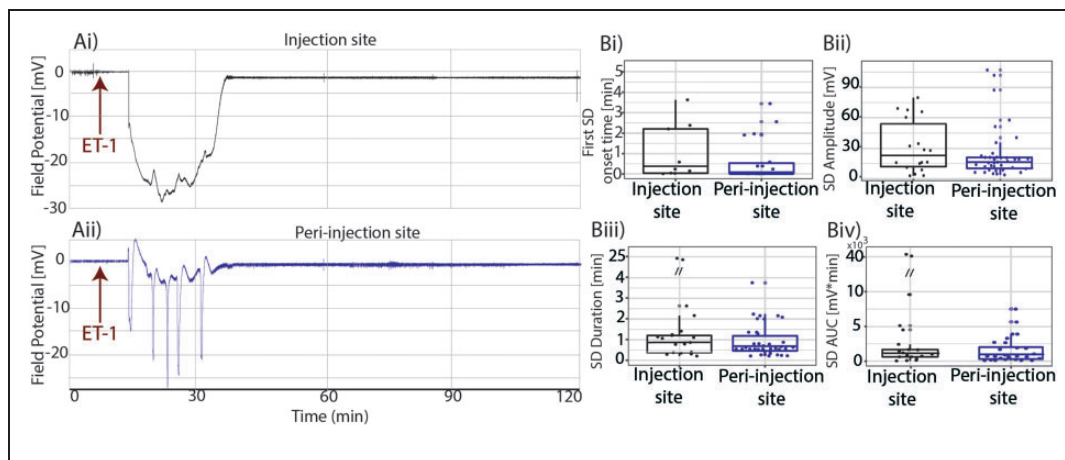 Ai)
Injection site
Field Potential [mV]
0
-10
-20
-30
ET-1
Aii)
Peri-injection site
Field Potential [mV]
0
-10
-20
ET-1
0
30
60
90
120
Time (min)
Bi)
First SD
onset time [min]
5
4
3
2
1
0
Injection
site
Peri-injection
site
Bii)
SD Amplitude [mV]
90
60
30
0
Injection
site
Peri-injection
site
Biii)
SD Duration [min]
25
4
3
2
1
0
//
Injection
site
Peri-injection
site
Biv)
x10³
SD AUC [mV*min]
40
10
5
0
//
Injection
site
Peri-injection
site